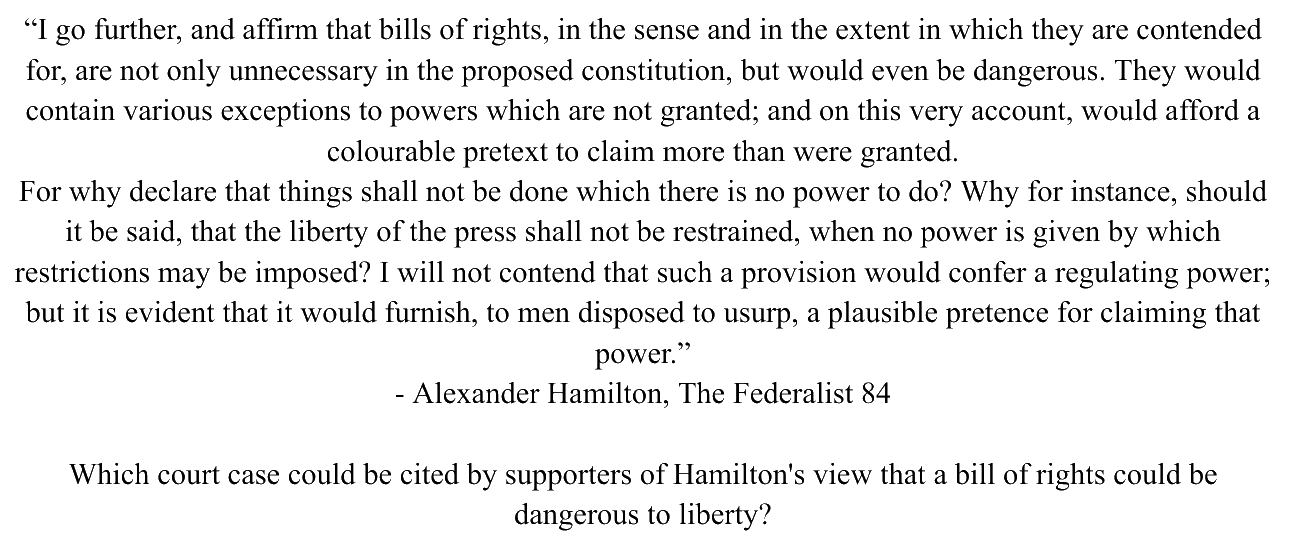 “I go further, and affirm that bills of rights, in the sense and in the extent in which they are contended
for, are not only unnecessary in the proposed constitution, but would even be dangerous. They would
contain various exceptions to powers which are not granted; and on this very account, would afford a
colourable pretext to claim more than were granted.
For why declare that things shall not be done which there is no power to do? Why for instance, should
it be said, that the liberty of the press shall not be restrained, when no power is given by which
restrictions may be imposed? I will not contend that such a provision would confer a regulating power;
but it is evident that it would furnish, to men disposed to usurp, a plausible pretence for claiming that
power.”
- Alexander Hamilton, The Federalist 84
Which court case could be cited by supporters of Hamilton's view that a bill of rights could be
dangerous to liberty?